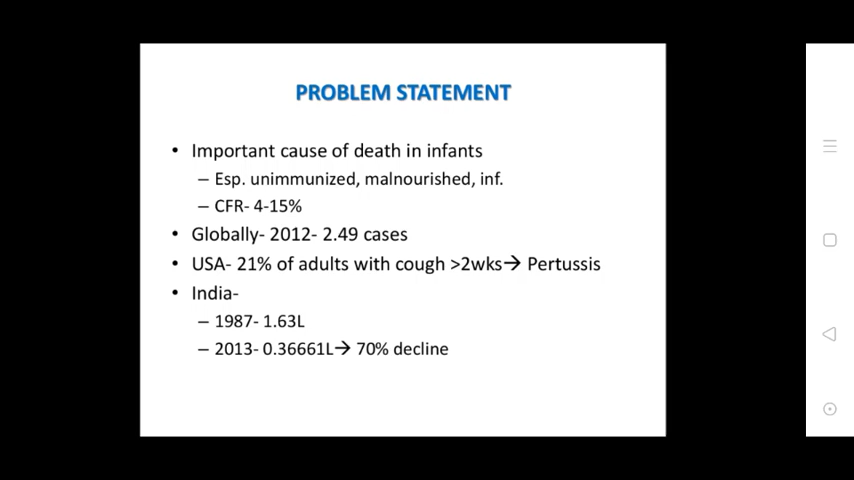 PROBLEM STATEMENT
• Important cause of death in infants
– Esp. unimmunized, malnourished, inf.
– CFR- 4-15%
• Globally- 2012- 2.49 cases
• USA- 21% of adults with cough >2wks→ Pertussis
• India-
– 1987- 1.63L
– 2013- 0.36661L→ 70% decline